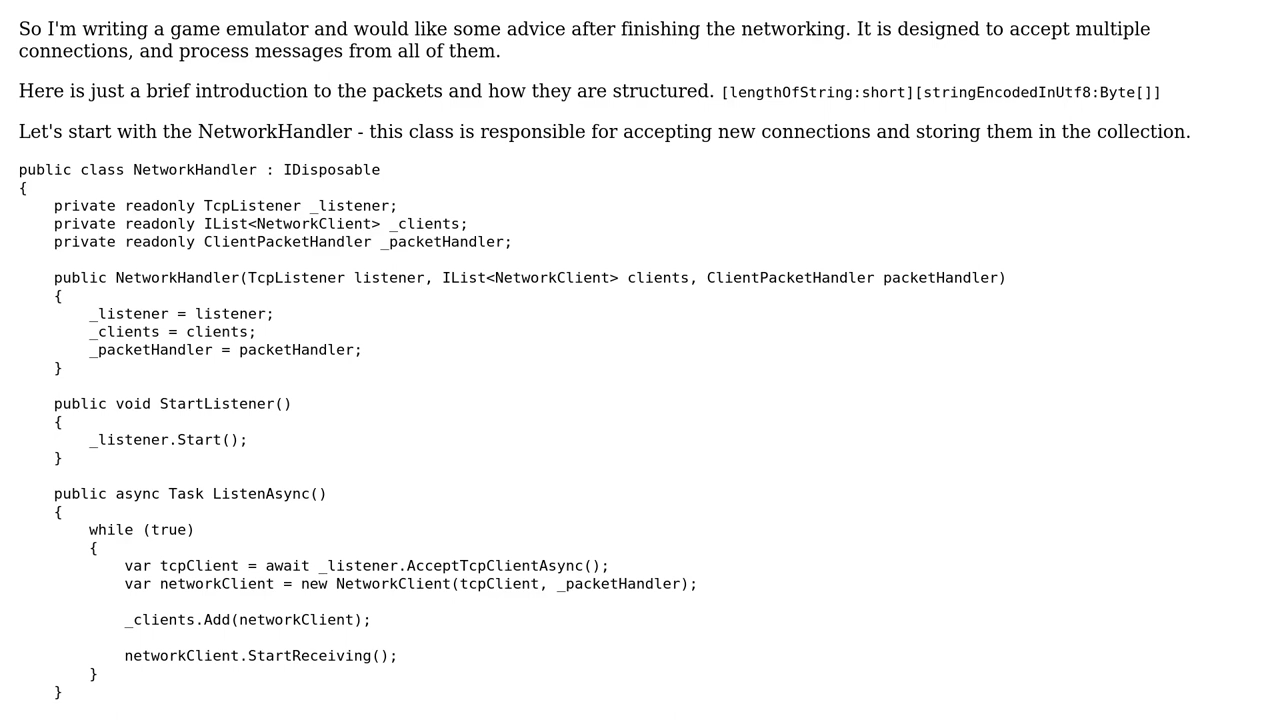 So I'm writing a game emulator and would like some advice after finishing the networking. It is designed to accept multiple
connections, and process messages from all of them.
Here is just a brief introduction to the packets and how they are structured. [lengthOfString:short][stringEncodedInUtf8:Byte[]]
Let's start with the NetworkHandler - this class is responsible for accepting new connections and storing them in the collection.
public class NetworkHandler : IDisposable
{
    private readonly TcpListener _listener;
    private readonly IList<NetworkClient> _clients;
    private readonly ClientPacketHandler _packetHandler;

    public NetworkHandler(TcpListener listener, IList<NetworkClient> clients, ClientPacketHandler packetHandler)
    {
        _listener = listener;
        _clients = clients;
        _packetHandler = packetHandler;
    }

    public void StartListener()
    {
        _listener.Start();
    }

    public async Task ListenAsync()
    {
        while (true)
        {
            var tcpClient = await _listener.AcceptTcpClientAsync();
            var networkClient = new NetworkClient(tcpClient, _packetHandler);

            _clients.Add(networkClient);

            networkClient.StartReceiving();
        }
    }